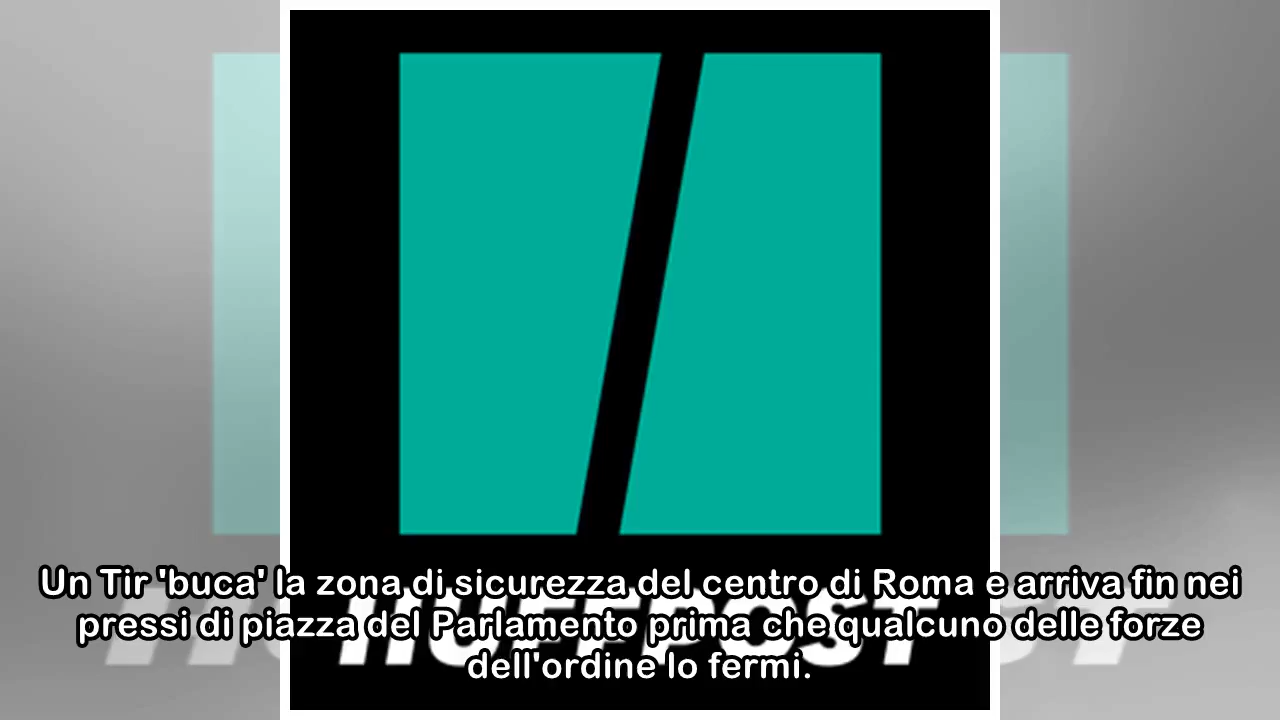 Un Tir 'buca' la zona di sicurezza del centro di Roma e arriva fin nei
pressi di piazza del Parlamento prima che qualcuno delle forze
dell'ordine lo fermi.
HUFFPOST